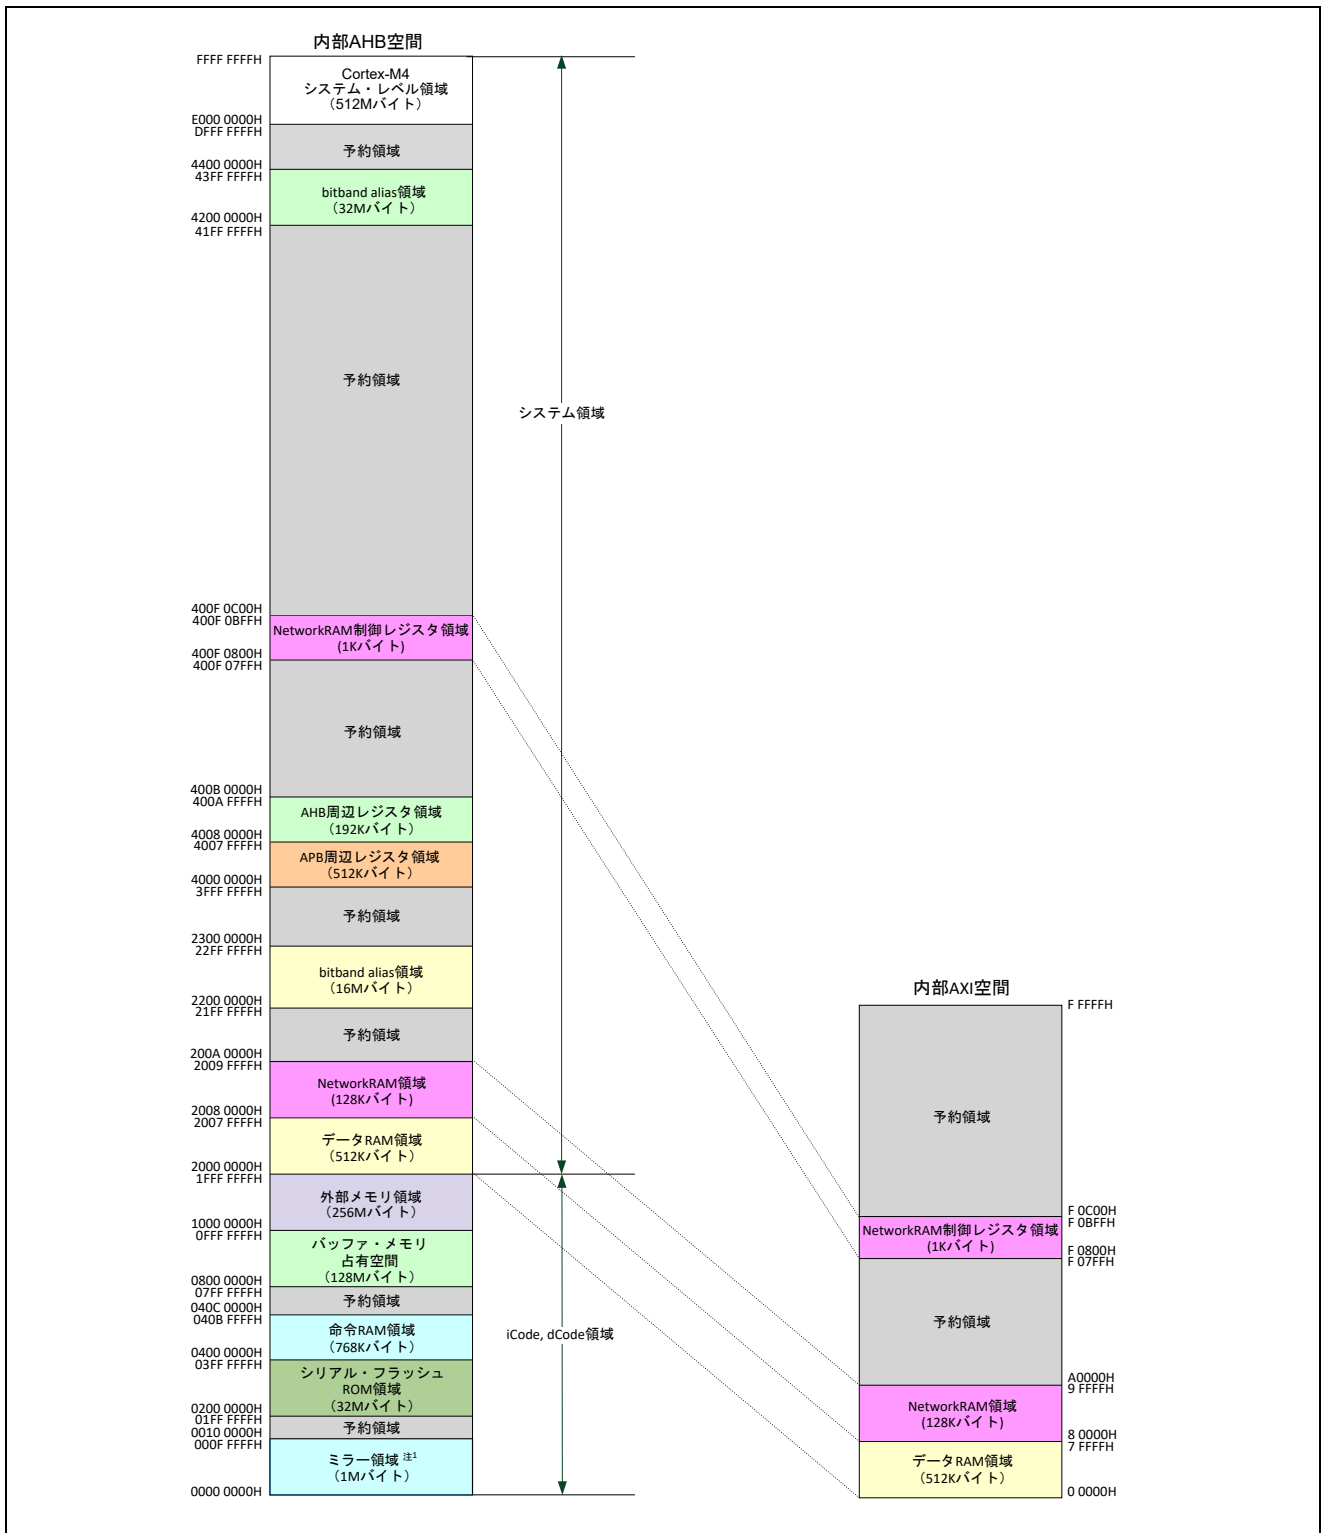 内部AHB空間
FFFF FFFFH
Cortex-M4
システム・レベル領域
（512Mバイト）
E000 0000H
DFFF FFFFH
予約領域
4400 0000H
43FF FFFFH
bitband alias領域
（32Mバイト）
4200 0000H
41FF FFFFH
予約領域
システム領域
400F 0C00H
400F 0BFFH
NetworkRAM制御レジスタ領域
(1Kバイト)
400F 0800H
400F 07FFH
予約領域
400B 0000H
400A FFFFH
AHB周辺レジスタ領域
（192Kバイト）
4008 0000H
4007 FFFFH
APB周辺レジスタ領域
（512Kバイト）
4000 0000H
3FFF FFFFH
予約領域
2300 0000H
22FF FFFFH
bitband alias領域
（16Mバイト）
2200 0000H
21FF FFFFH
予約領域
200A 0000H
2009 FFFFH
NetworkRAM領域
(128Kバイト)
2008 0000H
2007 FFFFH
データRAM領域
（512Kバイト）
2000 0000H
1FFF FFFFH
外部メモリ領域
（256Mバイト）
1000 0000H
0FFF FFFFH
バッファ・メモリ
占有空間
（128Mバイト）
0800 0000H
07FF FFFFH
予約領域
040C 0000H
040B FFFFH
命令RAM領域
（768Kバイト）
iCode, dCode領域
0400 0000H
03FF FFFFH
シリアル・フラッシュ
ROM領域
（32Mバイト）
0200 0000H
01FF FFFFH
予約領域
0010 0000H
000F FFFFH
ミラー領域 注1
（1Mバイト）
0000 0000H
内部AXI空間
F FFFFH
予約領域
F 0C00H
F 0BFFH
NetworkRAM制御レジスタ領域
(1Kバイト)
F 0800H
F 07FFH
予約領域
A0000H
9 FFFFH
NetworkRAM領域
(128Kバイト)
8 0000H
7 FFFFH
データRAM領域
（512Kバイト）
0 0000H